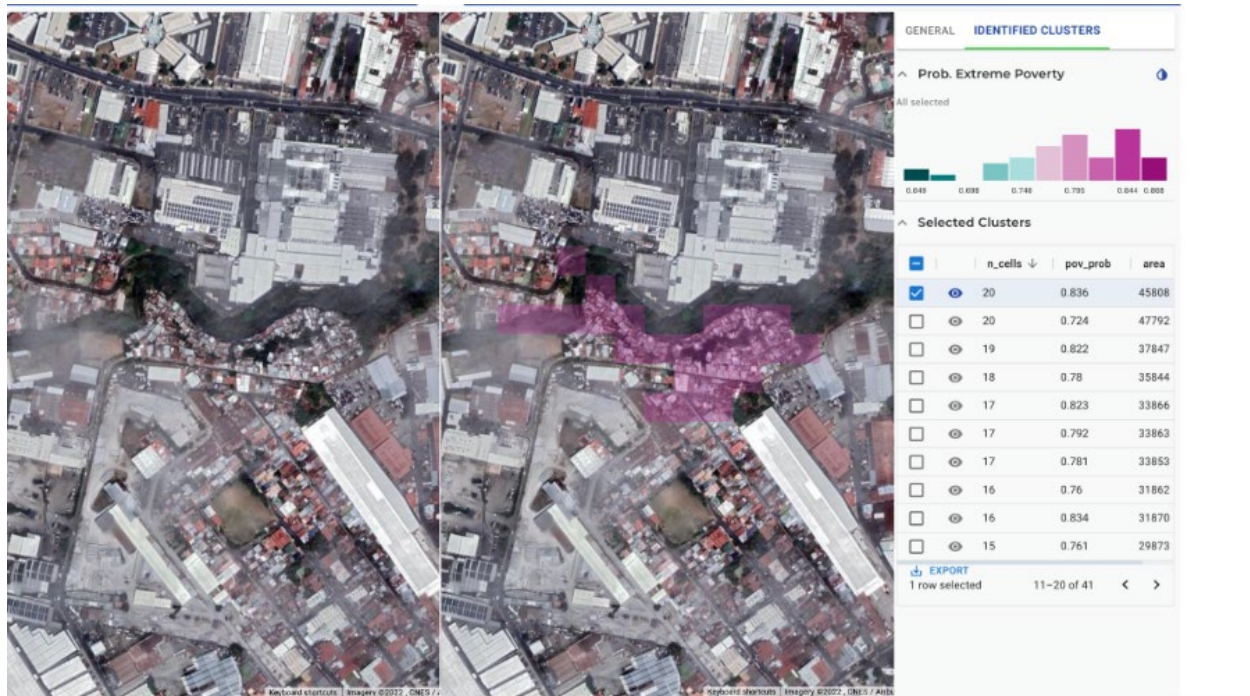 GENERAL IDENTIFIED CLUSTERS
Prob. Extreme Poverty
All selected
0.746 0.795 0.844 0.868
Selected Clusters
n_cells ↓ pov_prob area
20 0.836 45808
20 0.724 47792
19 0.822 37847
18 0.78 35844
17 0.823 33866
17 0.792 33863
17 0.781 33853
16 0.76 31862
16 0.834 31870
15 0.761 29873
EXPORT
1 row selected 11–20 of 41
Keyboard shortcuts Imagery ©2022 , CNES /
Keyboard shortcuts Imagery ©2022 , CNES / Airbu